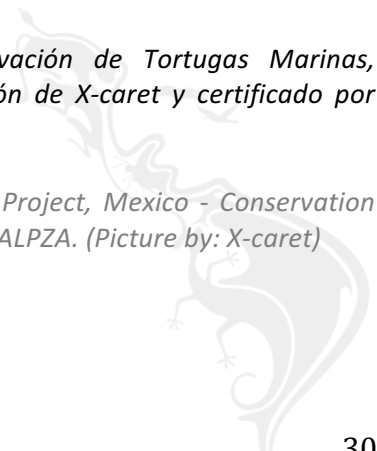 vación de Tortugas Marinas,
ón de X-caret y certificado por
Project, Mexico - Conservation
ALPZA. (Picture by: X-caret)
30